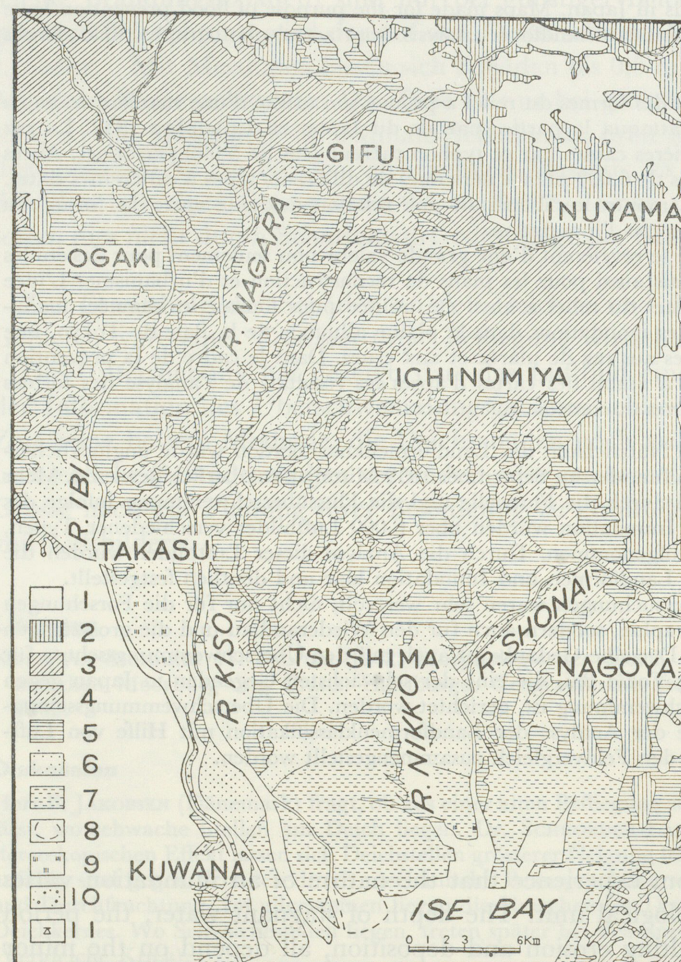 GIFU
INUYAMA
OGAKI
R. NAGARA
ICHINOMIYA
R. IBI
TAKASU
R. KISO
TSUSHIMA
R. NIKKO
R. SHONAI
NAGOYA
1
2
3
4
5
6
7
8
9
10
11
KUWANA
ISE BAY
0 1 2 3 6Km